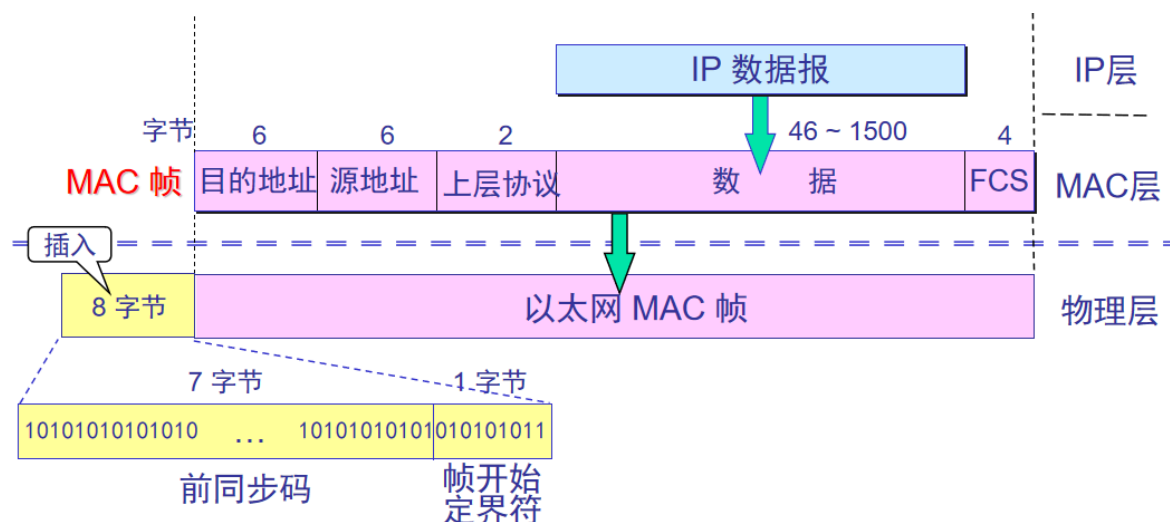 IP 数据报
IP层
字节 6 6 2 46 ~ 1500 4
MAC 帧 目的地址 源地址 上层协议 数 据 FCS MAC层
插入
8 字节 以太网 MAC 帧 物理层
7 字节 1 字节
10101010101010 … 10101010101010101011
前同步码 帧开始
定界符